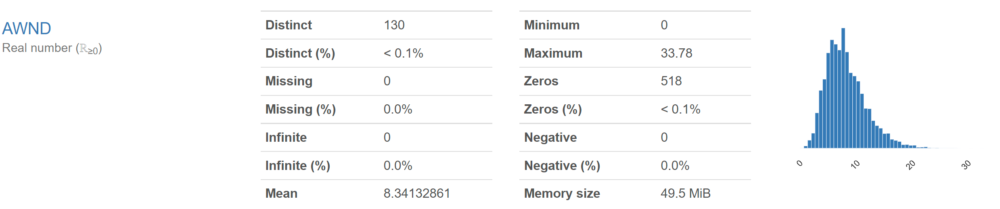 AWND
Real number (ℝ≥0)
Distinct 130
Distinct (%) < 0.1%
Missing 0
Missing (%) 0.0%
Infinite 0
Infinite (%) 0.0%
Mean 8.34132861
Minimum 0
Maximum 33.78
Zeros 518
Zeros (%) < 0.1%
Negative 0
Negative (%) 0.0%
Memory size 49.5 MiB
0 10 20 30